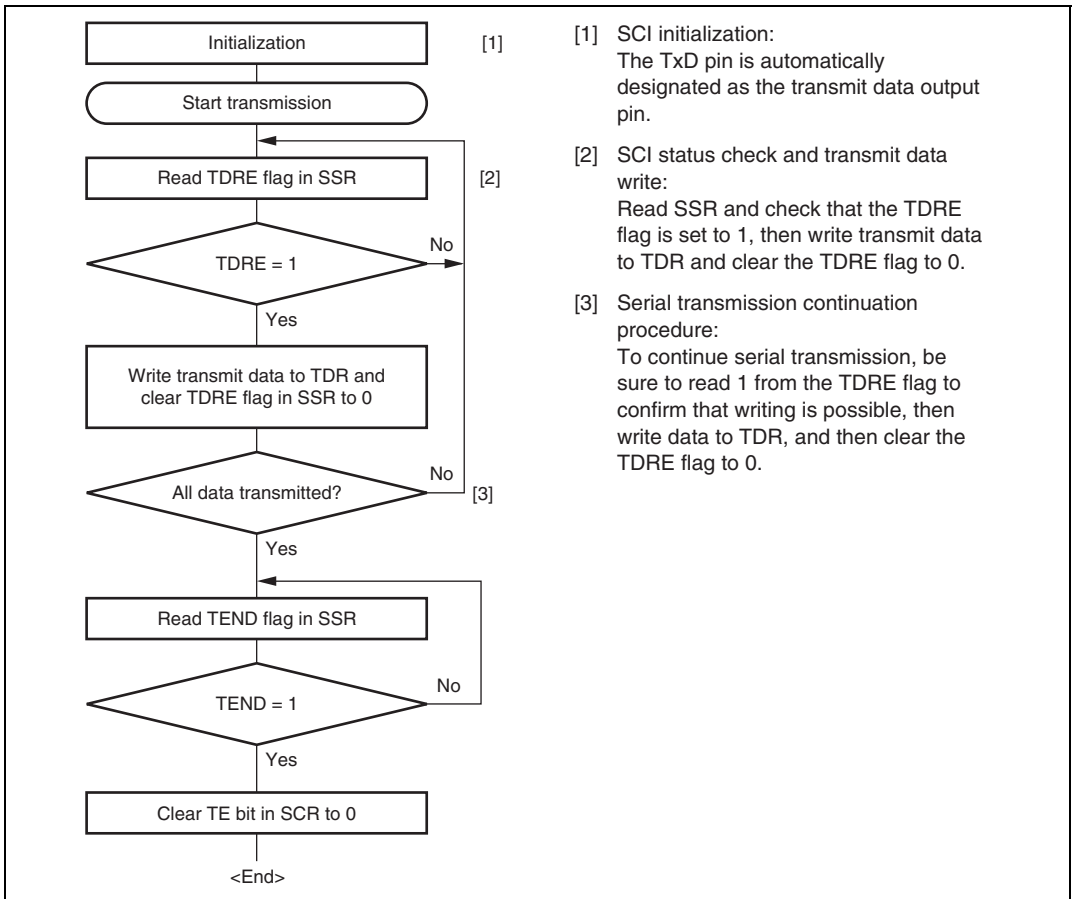 Initialization
[1]
Start transmission
Read TDRE flag in SSR
[2]
No
TDRE = 1
Yes
Write transmit data to TDR and
clear TDRE flag in SSR to 0
No
All data transmitted?
[3]
Yes
Read TEND flag in SSR
No
TEND = 1
Yes
Clear TE bit in SCR to 0
<End>
[1] SCI initialization:
The TxD pin is automatically
designated as the transmit data output
pin.
[2] SCI status check and transmit data
write:
Read SSR and check that the TDRE
flag is set to 1, then write transmit data
to TDR and clear the TDRE flag to 0.
[3] Serial transmission continuation
procedure:
To continue serial transmission, be
sure to read 1 from the TDRE flag to
confirm that writing is possible, then
write data to TDR, and then clear the
TDRE flag to 0.